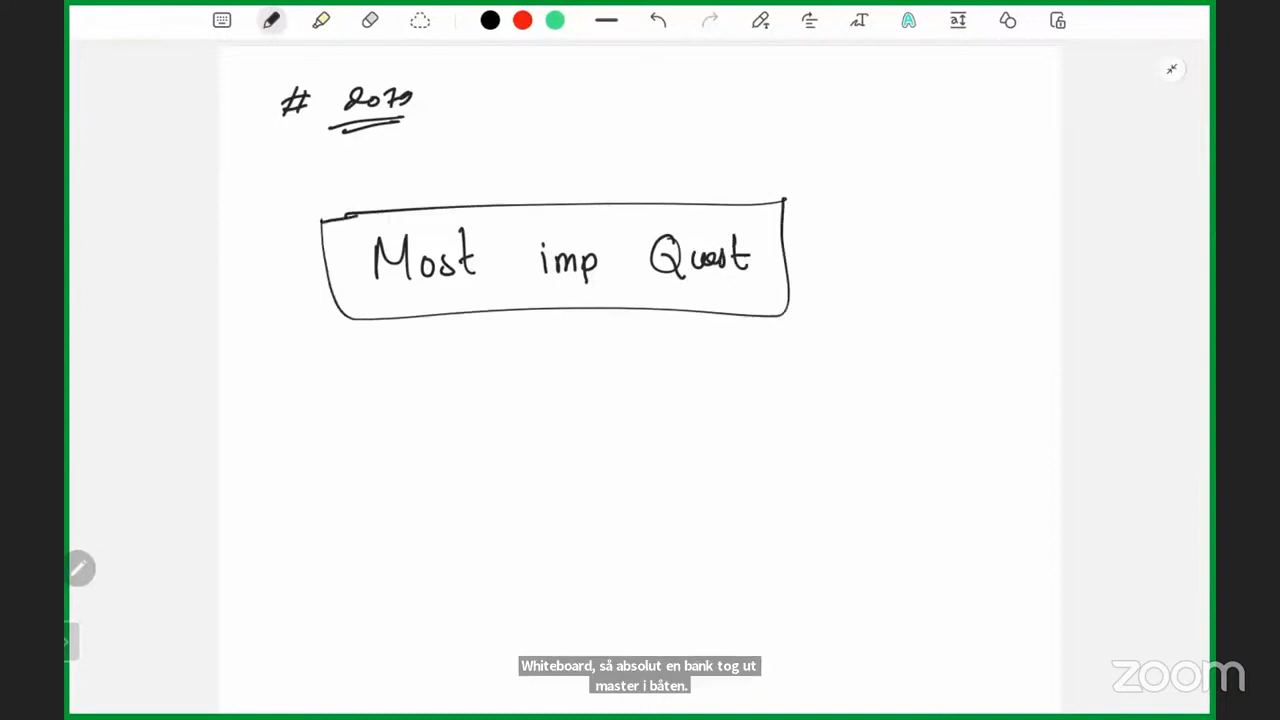 # 2070
Most imp Quest
Whiteboard, så absolut en bank tog ut
master i båten.
zoom